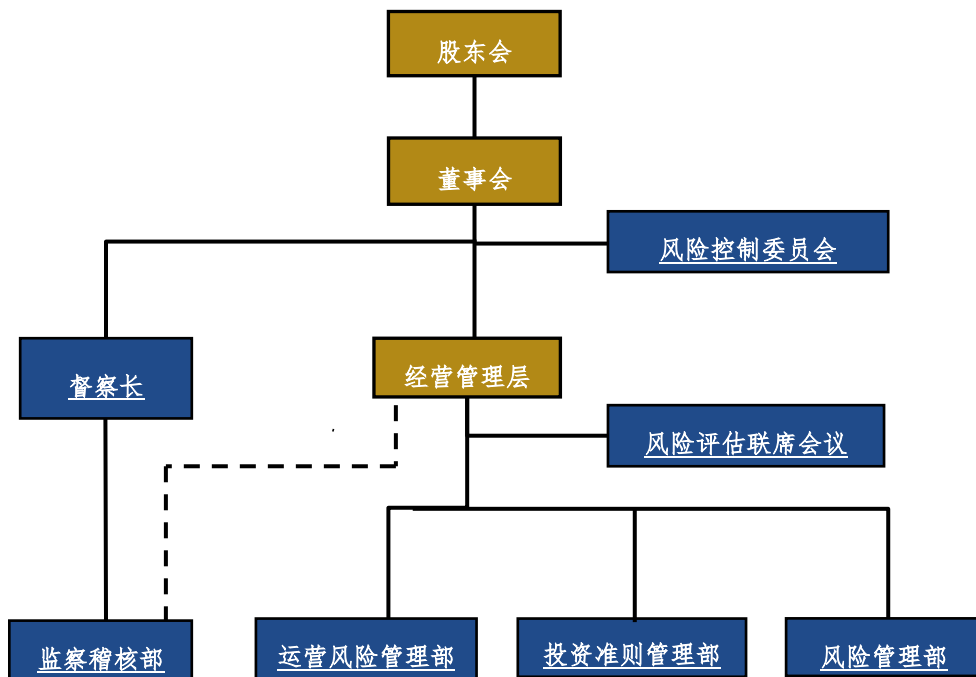 股东会
董事会
风险控制委员会
督察长
经营管理层
风险评估联席会议
监察稽核部
运营风险管理部
投资准则管理部
风险管理部